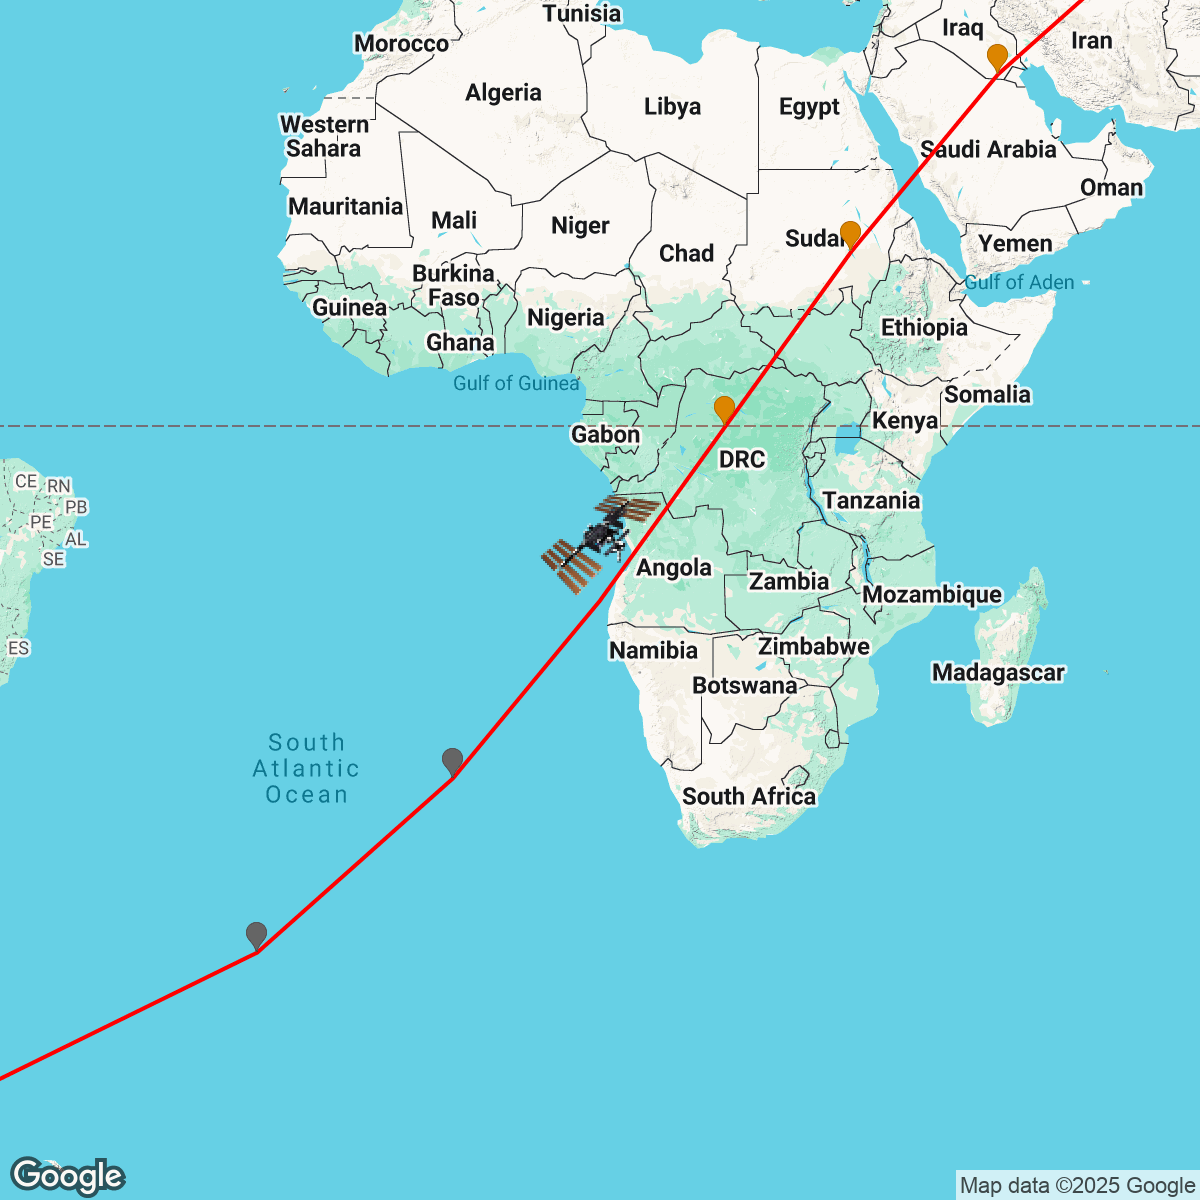 Tunisia
Morocco
Iraq
Iran
Algeria
Libya
Egypt
Western
Sahara
Saudi Arabia
Oman
Mauritania
Mali
Niger
Chad
Sudan
Yemen
Burkina
Faso
Gulf of Aden
Guinea
Nigeria
Ethiopia
Ghana
Gulf of Guinea
Somalia
Gabon
Kenya
DRC
CE
RN
PB
PE
AL
SE
Tanzania
Angola
Zambia
Mozambique
ES
Namibia
Zimbabwe
Botswana
Madagascar
South
Atlantic
Ocean
South Africa
Google
Map data ©2025 Google